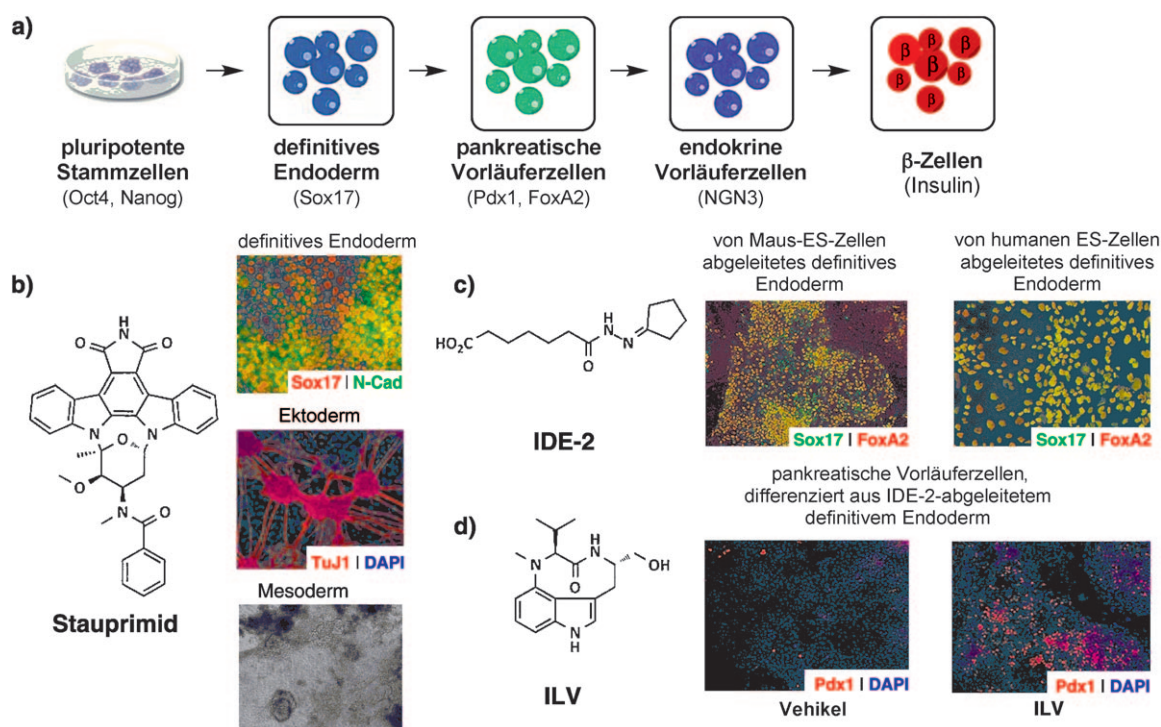 a)
β β β β β β β
pluripotente
Stammzellen
(Oct4, Nanog)
definitives
Endoderm
(Sox17)
pankreatische
Vorläuferzellen
(Pdx1, FoxA2)
endokrine
Vorläuferzellen
(NGN3)
β-Zellen
(Insulin)
b)
H
N
O O
N N
O
O
N
O
Stauprimid
definitives Endoderm
Sox17 | N-Cad
Ektoderm
TuJ1 | DAPI
Mesoderm
c)
HO2C
O
H
N
N
IDE-2
von Maus-ES-Zellen
abgeleitetes definitives
Endoderm
Sox17 | FoxA2
von humanen ES-Zellen
abgeleitetes definitives
Endoderm
Sox17 | FoxA2
d)
N
O
H
N
OH
N
H
ILV
pankreatische Vorläuferzellen,
differenziert aus IDE-2-abgeleitetem
definitivem Endoderm
Pdx1 | DAPI
Vehikel
Pdx1 | DAPI
ILV